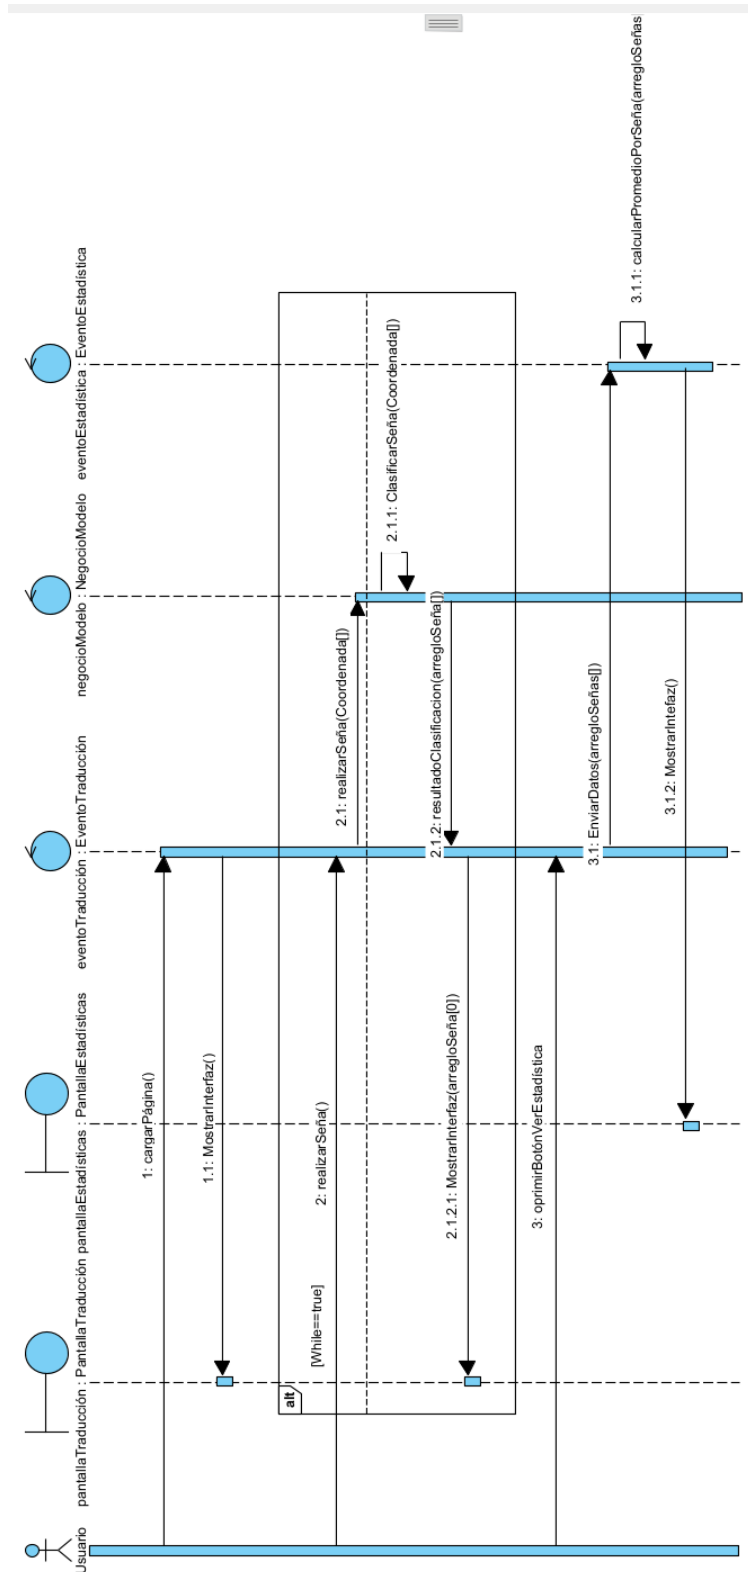 Usuario
pantallaTraducción : PantallaTraducción
pantallaEstadísticas : PantallaEstadísticas
eventoTraducción : EventoTraducción
negocioModelo : NegocioModelo
eventoEstadística : EventoEstadística
1: cargarPágina()
1.1: MostrarInterfaz()
alt
[While==true]
2: realizarSeña()
2.1: realizarSeña(Coordenada[])
2.1.1: ClasificarSeña(Coordenada[])
2.1.2: resultadoClasificacion(arregloSeña[])
2.1.2.1: MostrarInterfaz(arregloSeña[0])
3: oprimirBotónVerEstadística
3.1: EnviarDatos(arregloSeñas[])
3.1.1: calcularPromedioPorSeña(arregloSeñas
3.1.2: MostrarIntefaz()